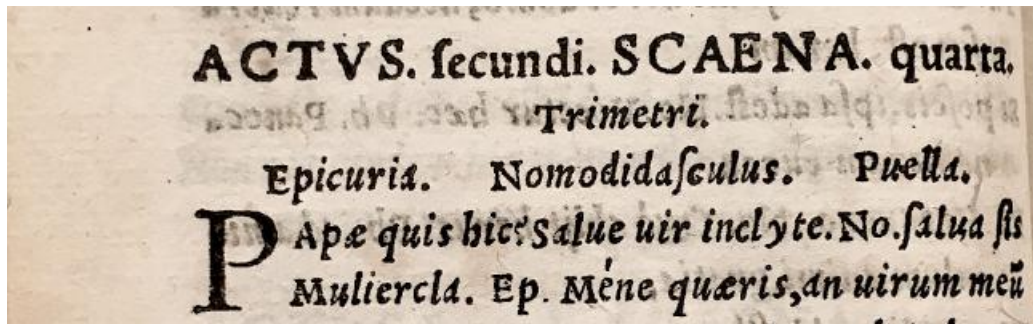 ACTVS. ſecundi. SCAENA. quarta.
Trimetri.
Epicuria. Nomodidaſculus. Puella.
PApæ quis hic? Salue uir inclyte. No. ſalua ſis
Muliercla. Ep. Méne quæris, an uirum meũ